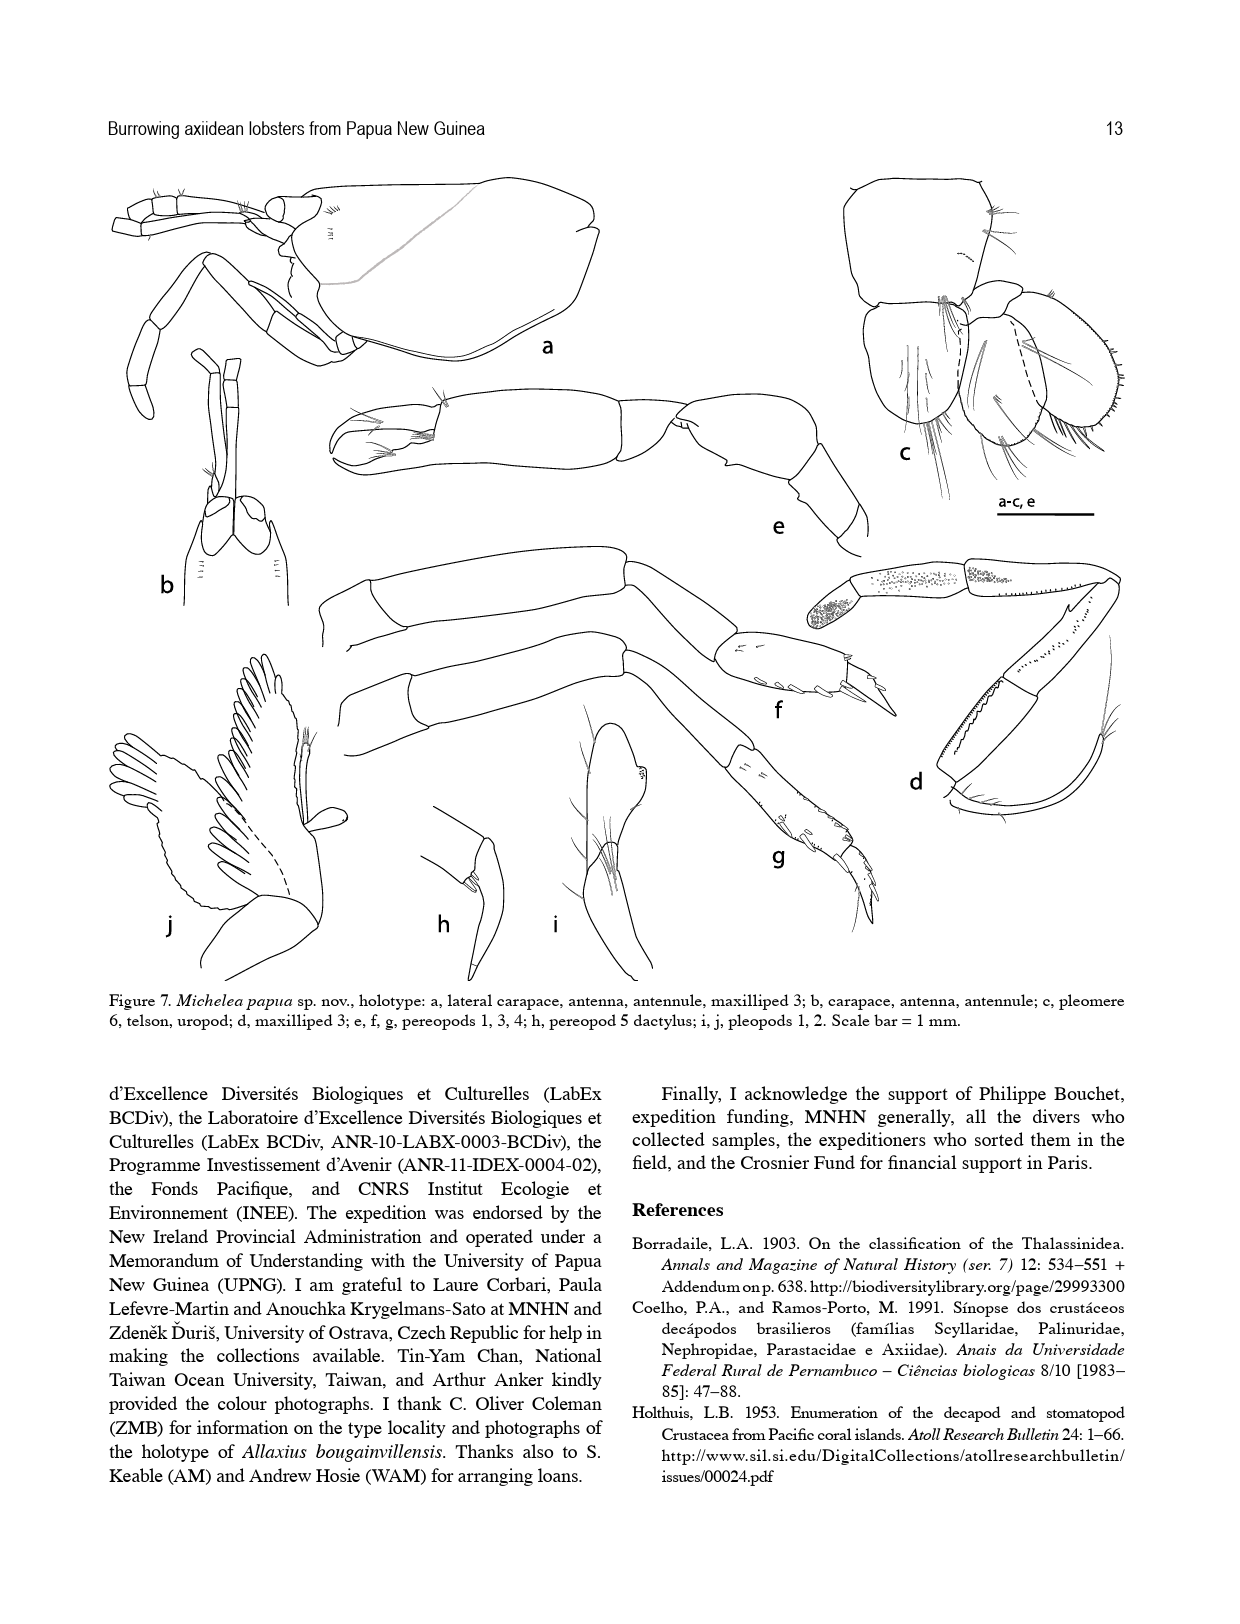 Burrowing axiidean lobsters from Papua New Guinea 13
a
b
c
a-c, e
e
d
f
g
h
i
j
Figure 7. Michelea papua sp. nov., holotype: a, lateral carapace, antenna, antennule, maxilliped 3; b, carapace, antenna, antennule; c, pleomere
6, telson, uropod; d, maxilliped 3; e, f, g, pereopods 1, 3, 4; h, pereopod 5 dactylus; i, j, pleopods 1, 2. Scale bar = 1 mm.
d’Excellence Diversités Biologiques et Culturelles (LabEx
BCDiv), the Laboratoire d’Excellence Diversités Biologiques et
Culturelles (LabEx BCDiv, ANR-10-LABX-0003-BCDiv), the
Programme Investissement d’Avenir (ANR-11-IDEX-0004-02),
the Fonds Pacifique, and CNRS Institut Ecologie et
Environnement (INEE). The expedition was endorsed by the
New Ireland Provincial Administration and operated under a
Memorandum of Understanding with the University of Papua
New Guinea (UPNG). I am grateful to Laure Corbari, Paula
Lefevre-Martin and Anouchka Krygelmans-Sato at MNHN and
Zdeněk Ďuriš, University of Ostrava, Czech Republic for help in
making the collections available. Tin-Yam Chan, National
Taiwan Ocean University, Taiwan, and Arthur Anker kindly
provided the colour photographs. I thank C. Oliver Coleman
(ZMB) for information on the type locality and photographs of
the holotype of Allaxius bougainvillensis. Thanks also to S.
Keable (AM) and Andrew Hosie (WAM) for arranging loans.
Finally, I acknowledge the support of Philippe Bouchet,
expedition funding, MNHN generally, all the divers who
collected samples, the expeditioners who sorted them in the
field, and the Crosnier Fund for financial support in Paris.
References
Borradaile, L.A. 1903. On the classification of the Thalassinidea.
Annals and Magazine of Natural History (ser. 7) 12: 534–551 +
Addendum on p. 638. http://biodiversitylibrary.org/page/29993300
Coelho, P.A., and Ramos-Porto, M. 1991. Sínopse dos crustáceos
decápodos brasilieros (famílias Scyllaridae, Palinuridae,
Nephropidae, Parastacidae e Axiidae). Anais da Universidade
Federal Rural de Pernambuco – Ciências biologicas 8/10 [1983–
85]: 47–88.
Holthuis, L.B. 1953. Enumeration of the decapod and stomatopod
Crustacea from Pacific coral islands. Atoll Research Bulletin 24: 1–66.
http://www.sil.si.edu/DigitalCollections/atollresearchbulletin/
issues/00024.pdf